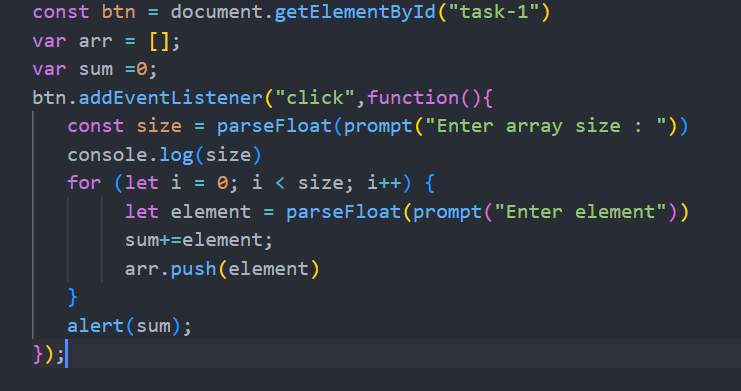 const btn = document.getElementById("task-1")
var arr = [];
var sum =0;
btn.addEventListener("click",function(){
const size = parseFloat(prompt("Enter array size : "))
console.log(size)
for (let i = 0; i < size; i++) {
let element = parseFloat(prompt("Enter element"))
sum+=element;
arr.push(element)
}
alert(sum);
});